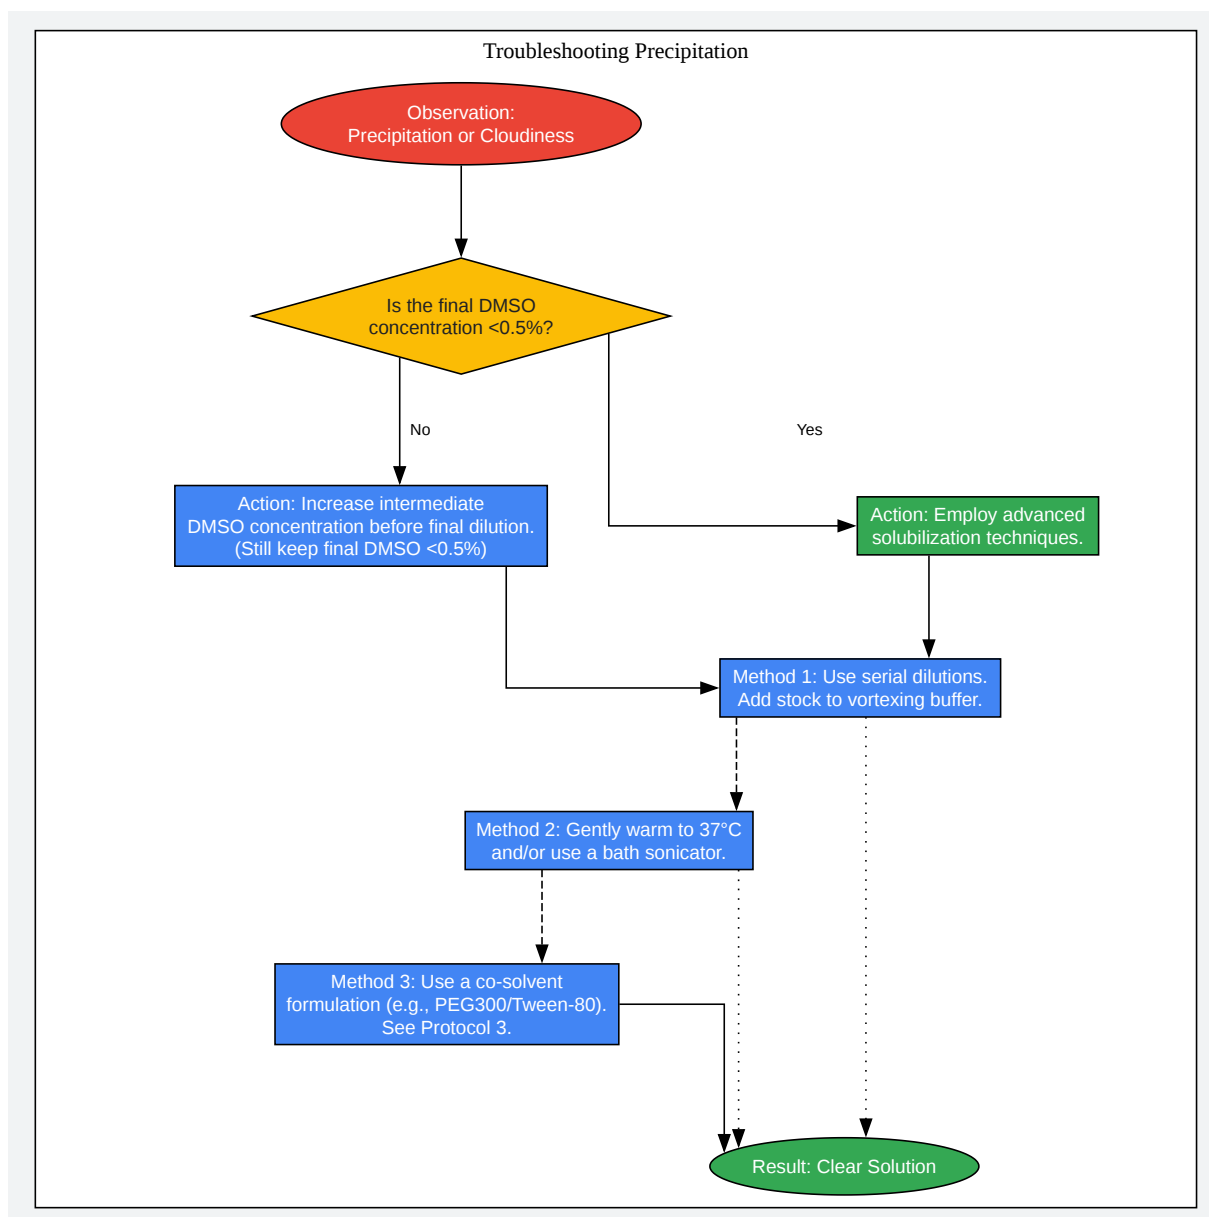 Troubleshooting Precipitation
Observation:
Precipitation or Cloudiness
Is the final DMSO
concentration <0.5%?
No
Yes
Action: Increase intermediate
DMSO concentration before final dilution.
(Still keep final DMSO <0.5%)
Action: Employ advanced
solubilization techniques.
Method 1: Use serial dilutions.
Add stock to vortexing buffer.
Method 2: Gently warm to 37°C
and/or use a bath sonicator.
Method 3: Use a co-solvent
formulation (e.g., PEG300/Tween-80).
See Protocol 3.
Result: Clear Solution